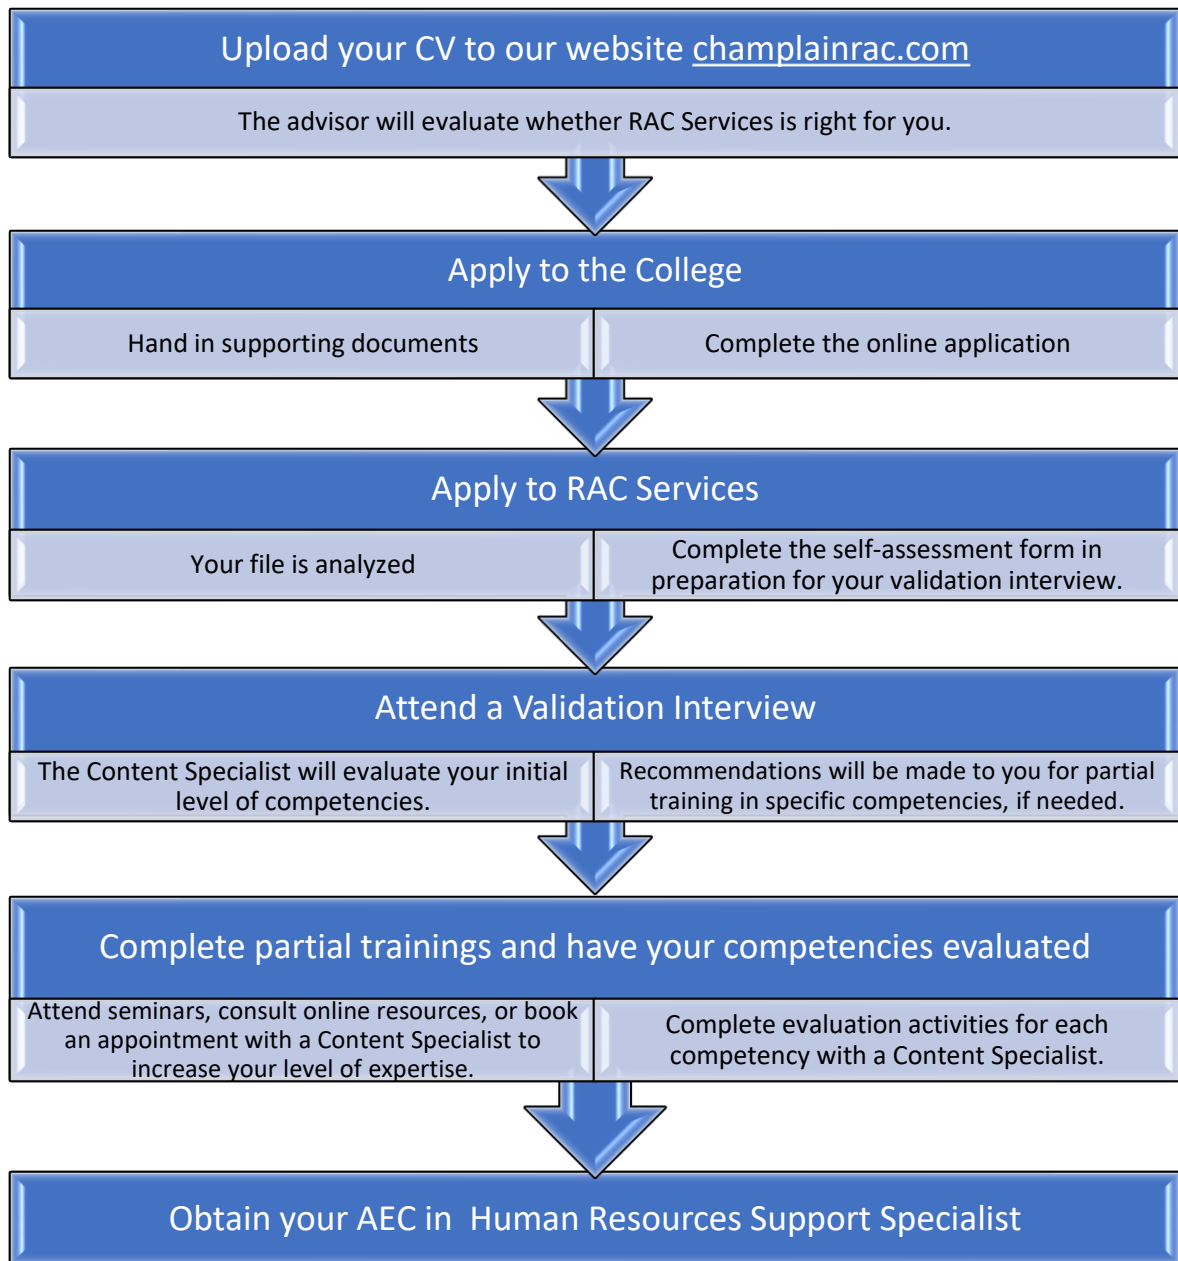 Upload your CV to our website champlainrac.com
The advisor will evaluate whether RAC Services is right for you.
Apply to the College
Hand in supporting documents
Complete the online application
Apply to RAC Services
Your file is analyzed
Complete the self-assessment form in
preparation for your validation interview.
Attend a Validation Interview
The Content Specialist will evaluate your initial
level of competencies.
Recommendations will be made to you for partial
training in specific competencies, if needed.
Complete partial trainings and have your competencies evaluated
Attend seminars, consult online resources, or book
an appointment with a Content Specialist to
increase your level of expertise.
Complete evaluation activities for each
competency with a Content Specialist.
Obtain your AEC in  Human Resources Support Specialist